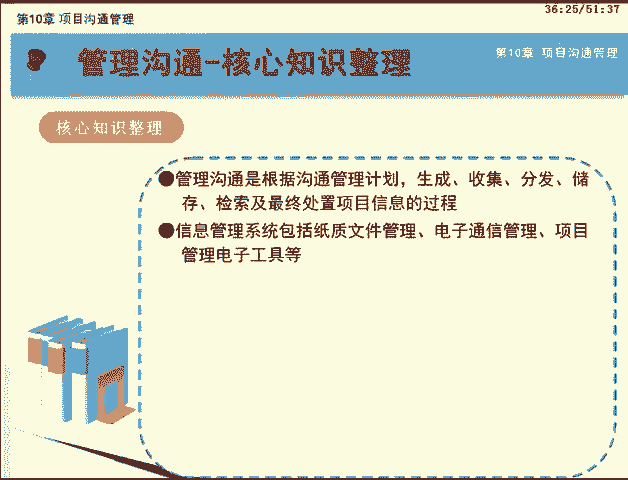 第10章 项目沟通管理
36:25/51:37
管理沟通-核心知识整理
第10章 项目沟通管理
核心知识整理
●管理沟通是根据沟通管理计划，生成、收集、分发、储
存、检索及最终处置项目信息的过程
●信息管理系统包括纸质文件管理、电子通信管理、项目
管理电子工具等